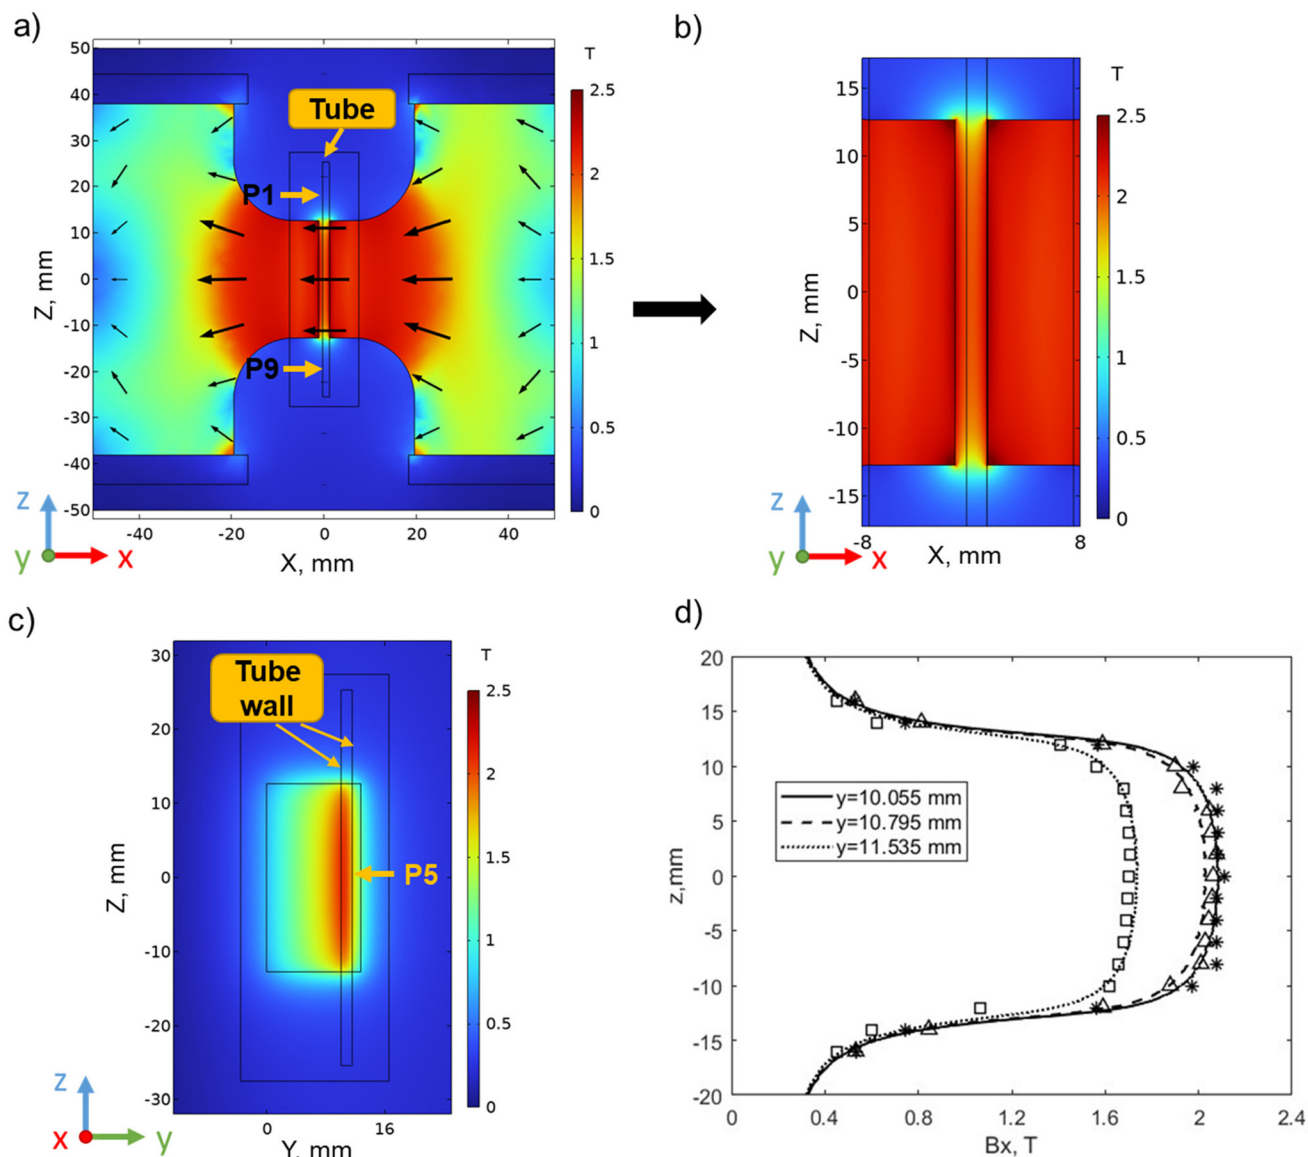 a)
50
40
30
20
10
0
-10
-20
-30
-40
-50
Z, mm
-40
-20
0
20
40
X, mm
Tube
P1
P9
T
2.5
2
1.5
1
0.5
0
z
y
x
b)
15
10
5
0
-5
-10
-15
Z, mm
-8
8
X, mm
T
2.5
2
1.5
1
0.5
0
z
y
x
c)
30
20
10
0
-10
-20
-30
Z, mm
0
16
Y, mm
Tube
wall
P5
T
2.5
2
1.5
1
0.5
0
z
x
y
d)
20
15
10
5
0
-5
-10
-15
-20
z,mm
y=10.055 mm
y=10.795 mm
y=11.535 mm
0
0.4
0.8
1.2
1.6
2
2.4
Bx, T